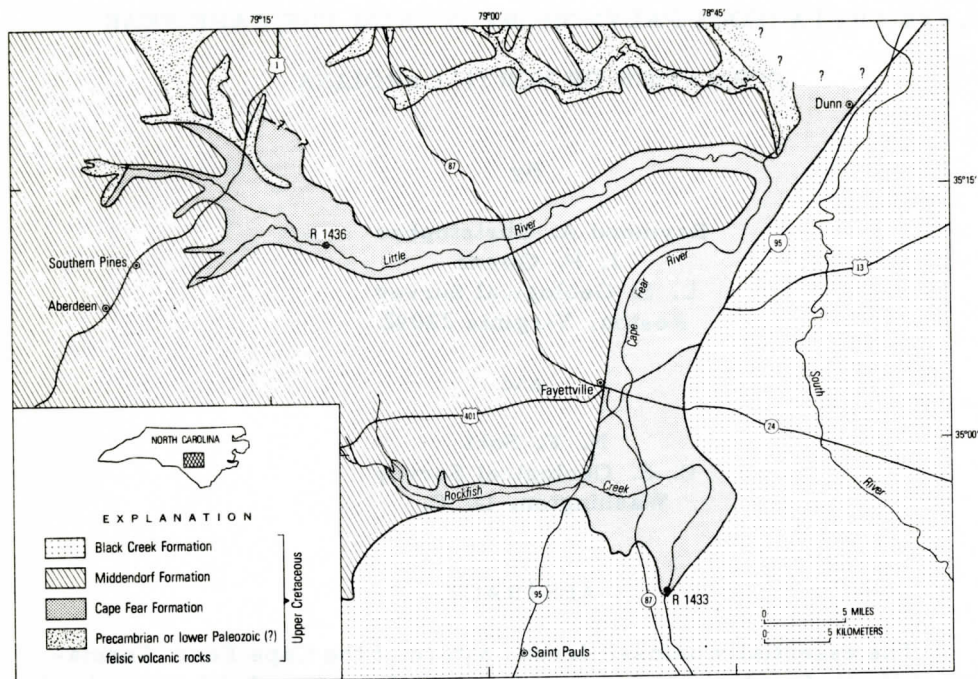 79°15' 79°00' 78°45'
?
? ?
? ? ?
1
Dunn
?
87
35°15'
R 1436
Little River
95
Southern Pines
River
13
Fear
Aberdeen
Cape
Fayetteville
South
401
24
35°00'
NORTH CAROLINA
Rockfish Creek
River
EXPLANATION
Black Creek Formation
Middendorf Formation
Cape Fear Formation
Precambrian or lower Paleozoic (?)
felsic volcanic rocks
Upper Cretaceous
95
87
R 1433
0 5 MILES
0 5 KILOMETERS
Saint Pauls